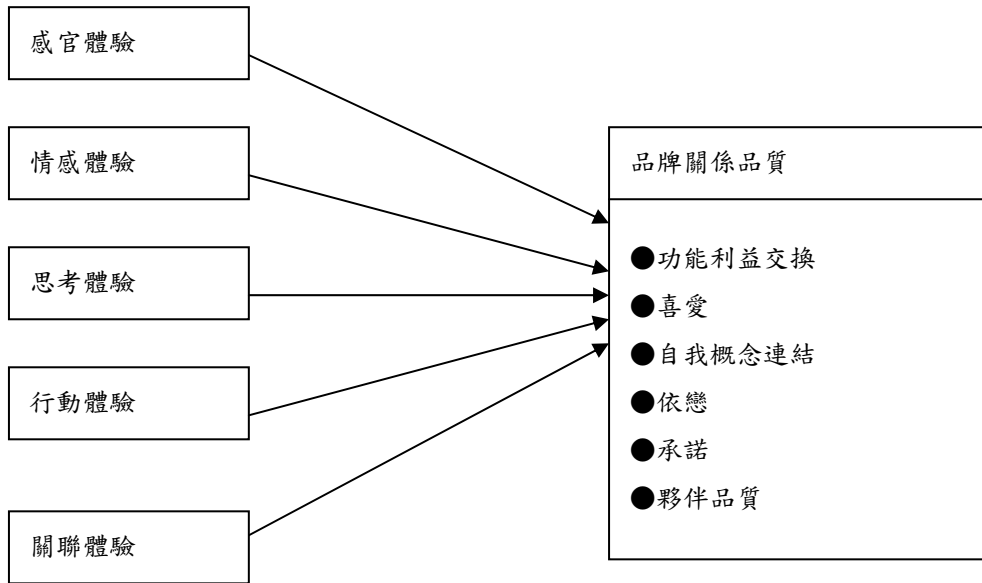 感官體驗
情感體驗
思考體驗
行動體驗
關聯體驗
品牌關係品質
●功能利益交換
●喜愛
●自我概念連結
●依戀
●承諾
●夥伴品質